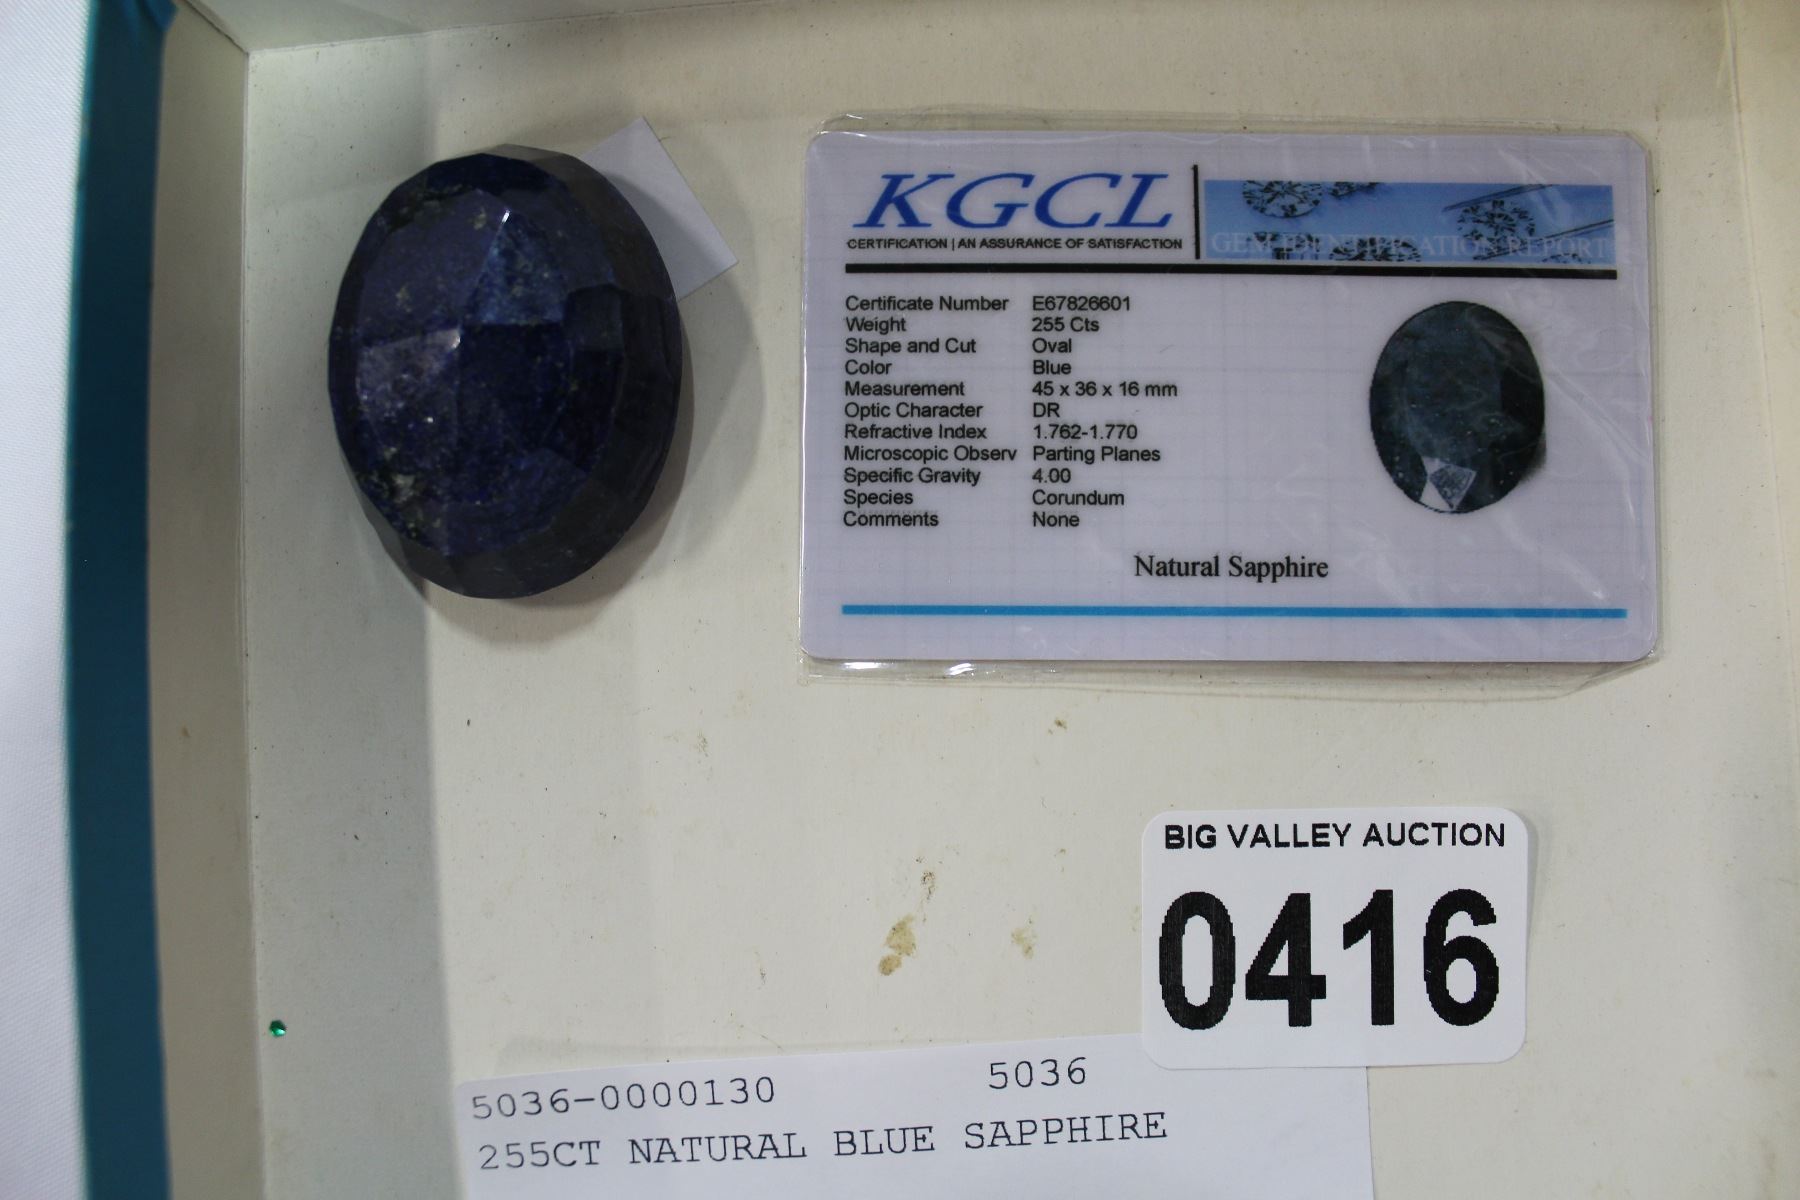 KGCL
CERTIFICATION | AN ASSURANCE OF SATISFACTION
GEM IDENTIFICATION REPORT
Certificate Number E67826601
Weight 255 Cts
Shape and Cut Oval
Color Blue
Measurement 45 x 36 x 16 mm
Optic Character DR
Refractive Index 1.762-1.770
Microscopic Observ Parting Planes
Specific Gravity 4.00
Species Corundum
Comments None
Natural Sapphire
BIG VALLEY AUCTION
0416
5036-0000130 5036
255CT NATURAL BLUE SAPPHIRE